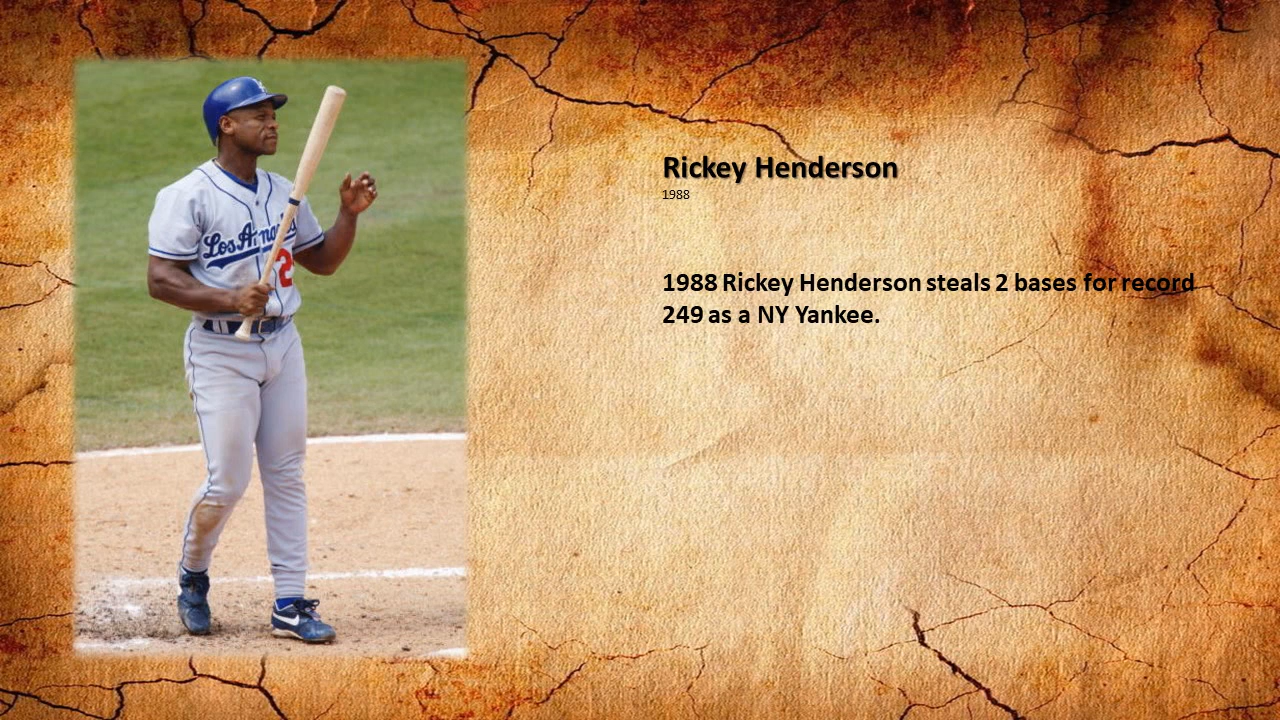 Rickey Henderson
1988
1988 Rickey Henderson steals 2 bases for record
249 as a NY Yankee.
Los Angeles
2